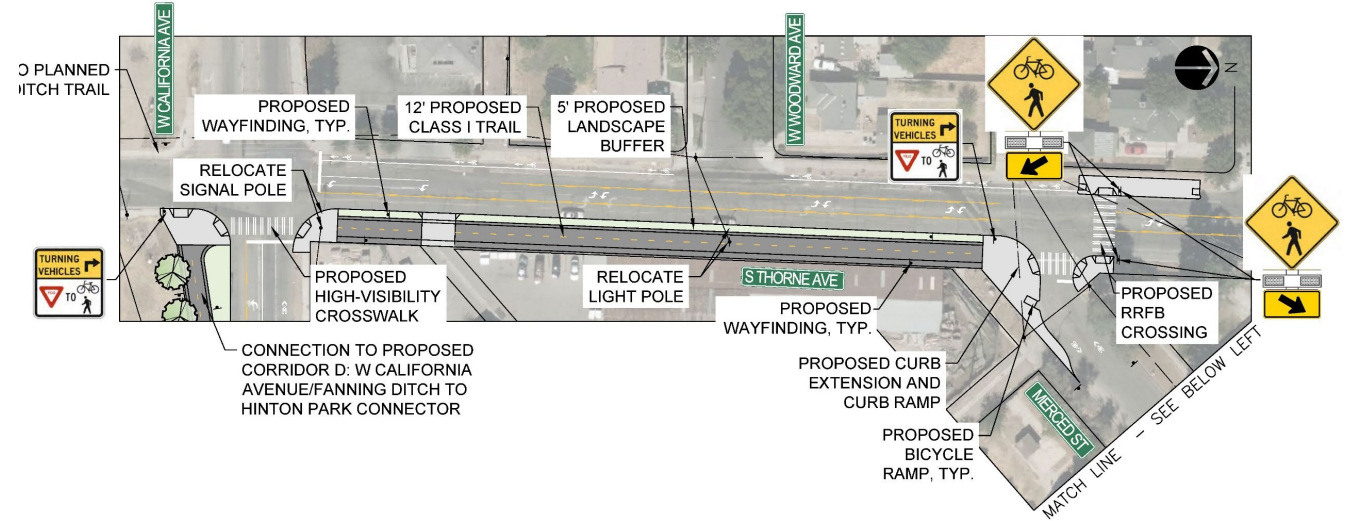 W CALIFORNIA AVE
O PLANNED
DITCH TRAIL
PROPOSED
WAYFINDING, TYP.
12' PROPOSED
CLASS I TRAIL
5' PROPOSED
LANDSCAPE
BUFFER
W WOODWARD AVE
N
TURNING
VEHICLES
YIELD
TO
RELOCATE
SIGNAL POLE
TURNING
VEHICLES
TO
PROPOSED
HIGH-VISIBILITY
CROSSWALK
RELOCATE
LIGHT POLE
S THORNE AVE
PROPOSED
WAYFINDING, TYP.
PROPOSED
RRFB
CROSSING
CONNECTION TO PROPOSED
CORRIDOR D: W CALIFORNIA
AVENUE/FANNING DITCH TO
HINTON PARK CONNECTOR
PROPOSED CURB
EXTENSION AND
CURB RAMP
PROPOSED
BICYCLE
RAMP, TYP.
MERCED ST
MATCH LINE - SEE BELOW LEFT